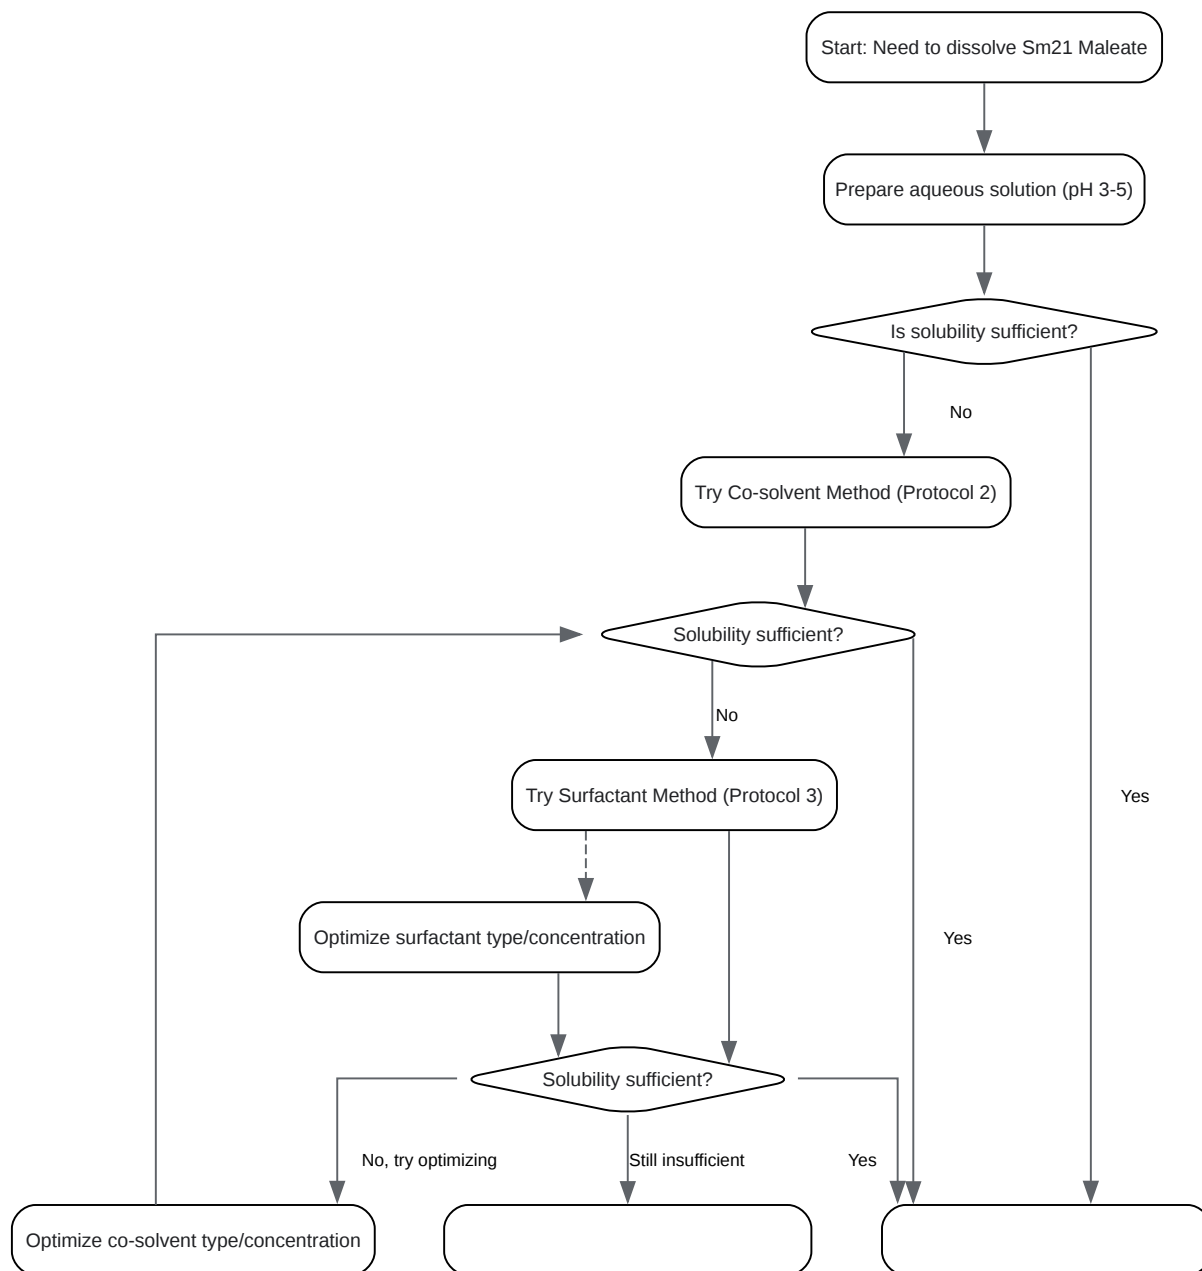 Start: Need to dissolve Sm21 Maleate
Prepare aqueous solution (pH 3-5)
Is solubility sufficient?
No
Try Co-solvent Method (Protocol 2)
Solubility sufficient?
No
Try Surfactant Method (Protocol 3)
Yes
Optimize surfactant type/concentration
Yes
Solubility sufficient?
No, try optimizing
Still insufficient
Yes
Optimize co-solvent type/concentration